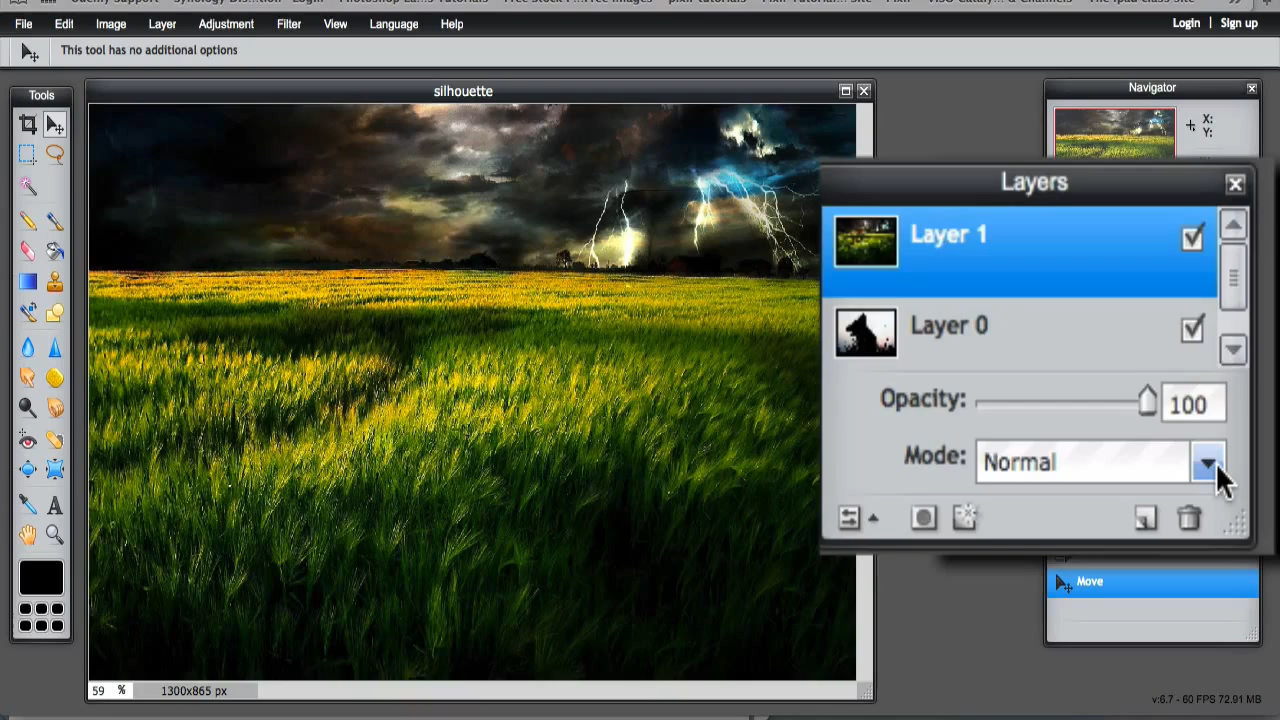 File Edit Image Layer Adjustment Filter View Language Help Login | Sign up
This tool has no additional options
Tools
silhouette
Navigator
X:
Y:
Layers
Layer 1
Layer 0
Opacity: 100
Mode: Normal
Move
59 % 1300x865 px
v:6.7 - 60 FPS 72.91 MB